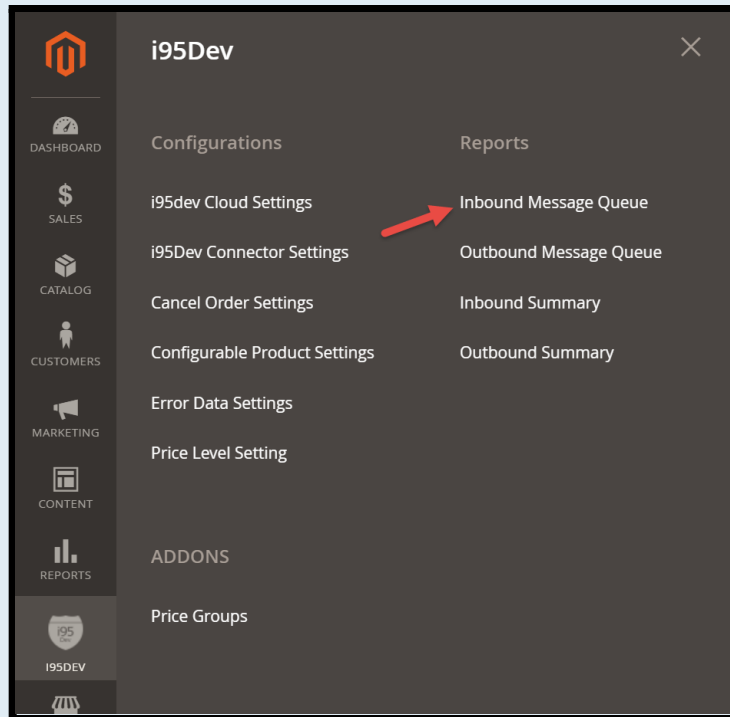 i95Dev
DASHBOARD
SALES
CATALOG
CUSTOMERS
MARKETING
CONTENT
REPORTS
i95
Dev
I95DEV
Configurations
i95dev Cloud Settings
i95Dev Connector Settings
Cancel Order Settings
Configurable Product Settings
Error Data Settings
Price Level Setting
ADDONS
Price Groups
Reports
Inbound Message Queue
Outbound Message Queue
Inbound Summary
Outbound Summary